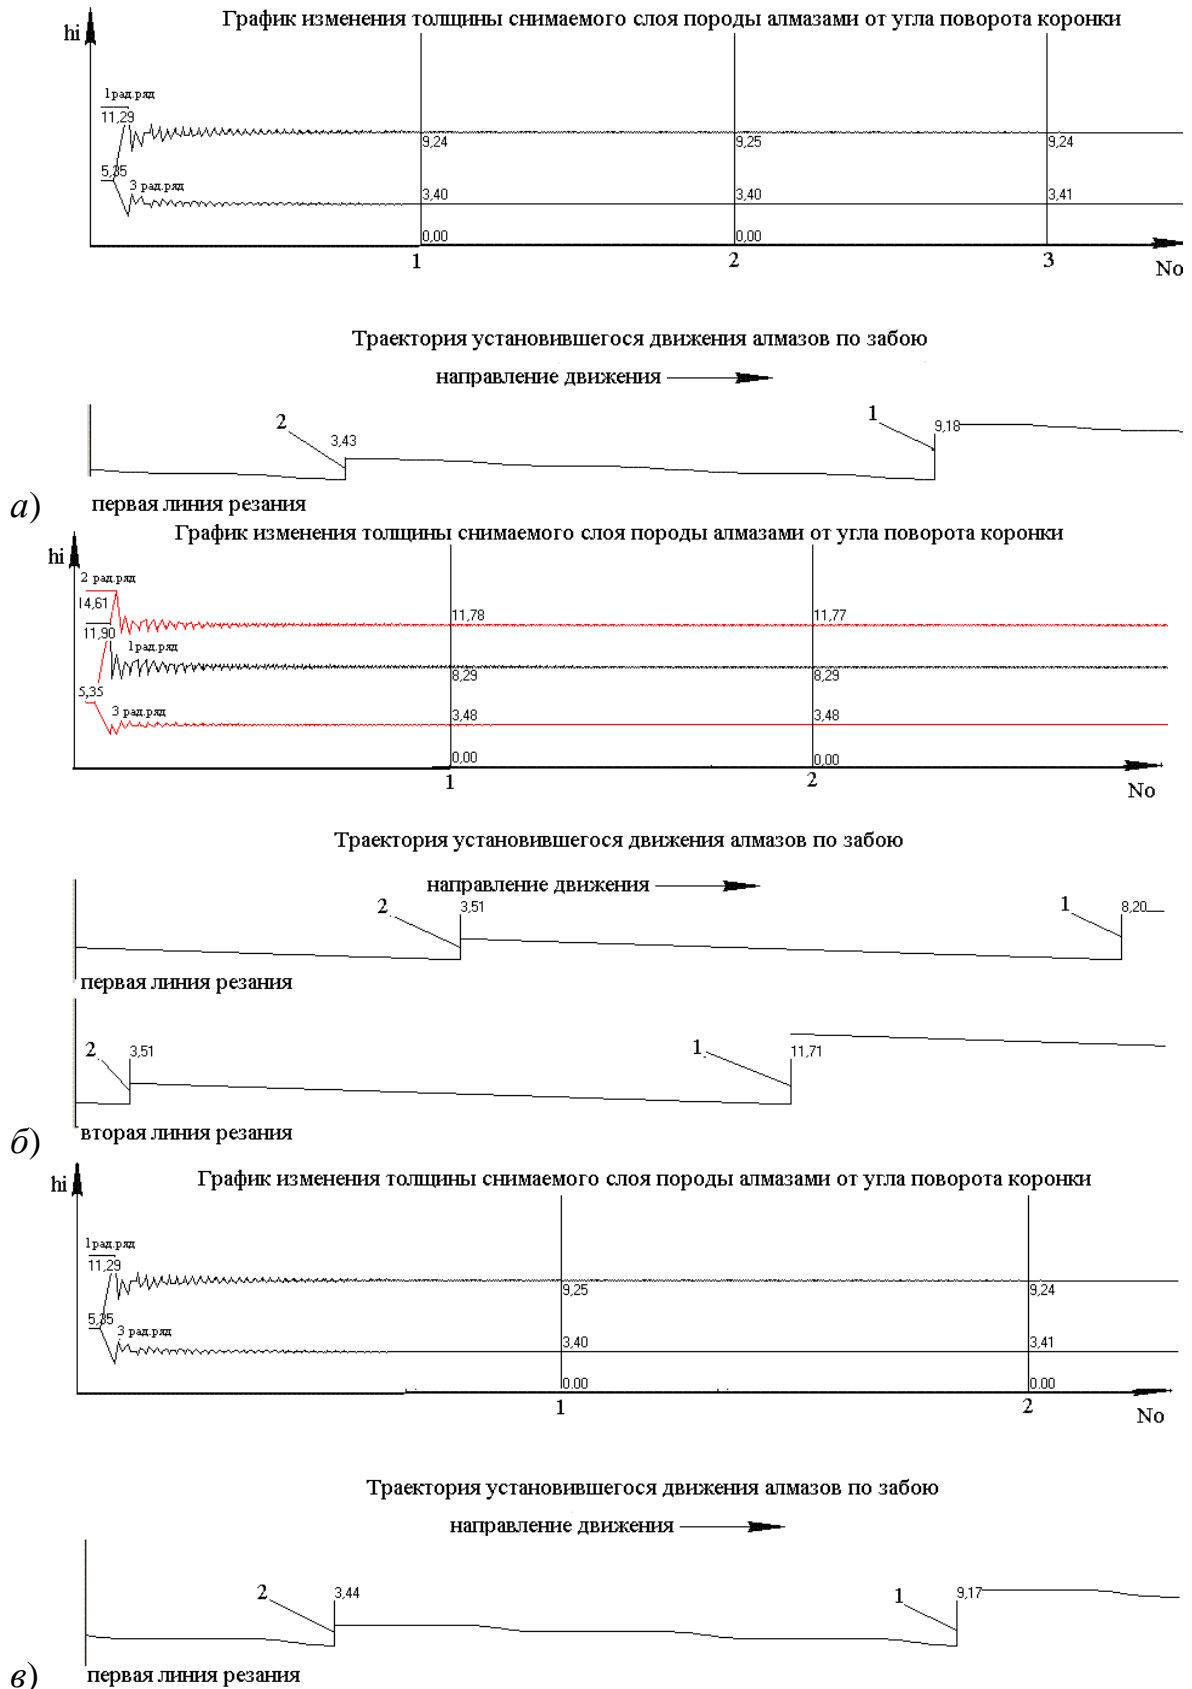 График изменения толщины снимаемого слоя породы алмазами от угла поворота коронки
hi
1рад.ряд
11,29
5,35
3 рад.ряд
9,24
9,25
9,24
3,40
3,40
3,41
0,00
0,00
1
2
3
No
Траектория установившегося движения алмазов по забою
направление движения
2
3,43
1
9,18
а)
первая линия резания
График изменения толщины снимаемого слоя породы алмазами от угла поворота коронки
hi
2 рад.ряд
14,61
11,90
1рад.ряд
5,35
3 рад.ряд
11,78
11,77
8,29
8,29
3,48
3,48
0,00
0,00
1
2
No
Траектория установившегося движения алмазов по забою
направление движения
2
3,51
1
8,20
первая линия резания
2
3,51
1
11,71
б)
вторая линия резания
График изменения толщины снимаемого слоя породы алмазами от угла поворота коронки
hi
1рад.ряд
11,29
5,35
3 рад.ряд
9,25
9,24
3,40
3,41
0.00
0.00
1
2
No
Траектория установившегося движения алмазов по забою
направление движения
2
3,44
1
9,17
в)
первая линия резания